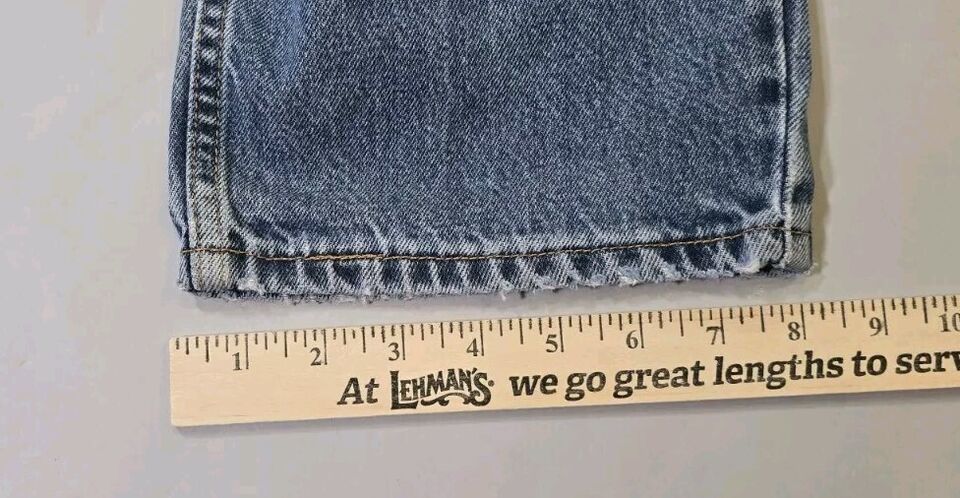 1 2 3 4 5 6 7 8 9 10
At LEHMAN'S. we go great lengths to serv